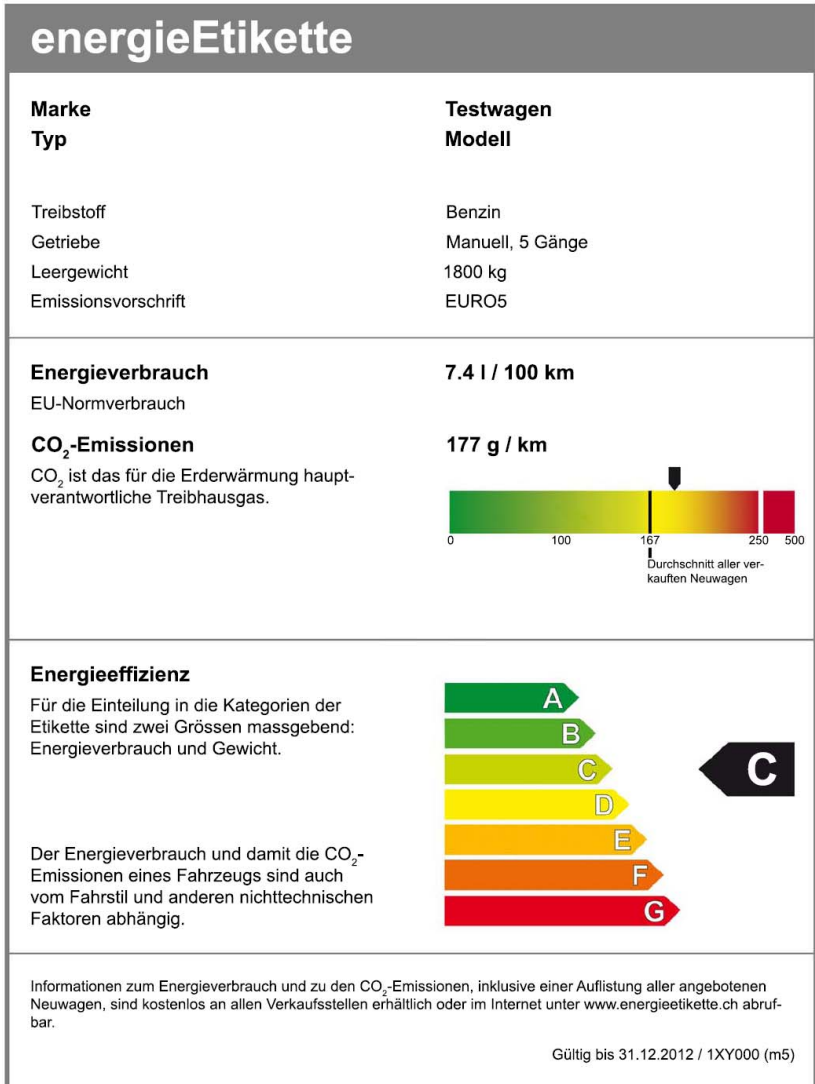 energieEtikette
Marke Testwagen
Typ Modell
Treibstoff Benzin
Getriebe Manuell, 5 Gänge
Leergewicht 1800 kg
Emissionsvorschrift EURO5
Energieverbrauch 7.4 l / 100 km
EU-Normverbrauch
CO₂-Emissionen 177 g / km
CO₂ ist das für die Erderwärmung haupt-
verantwortliche Treibhausgas.
0 100 167 250 500
Durchschnitt aller ver-
kauften Neuwagen
Energieeffizienz
Für die Einteilung in die Kategorien der
Etikette sind zwei Grössen massgebend:
Energieverbrauch und Gewicht.
Der Energieverbrauch und damit die CO₂-
Emissionen eines Fahrzeugs sind auch
vom Fahrstil und anderen nichttechnischen
Faktoren abhängig.
A
B
C C
D
E
F
G
Informationen zum Energieverbrauch und zu den CO₂-Emissionen, inklusive einer Auflistung aller angebotenen
Neuwagen, sind kostenlos an allen Verkaufsstellen erhältlich oder im Internet unter www.energieetikette.ch abruf-
bar.
Gültig bis 31.12.2012 / 1XY000 (m5)